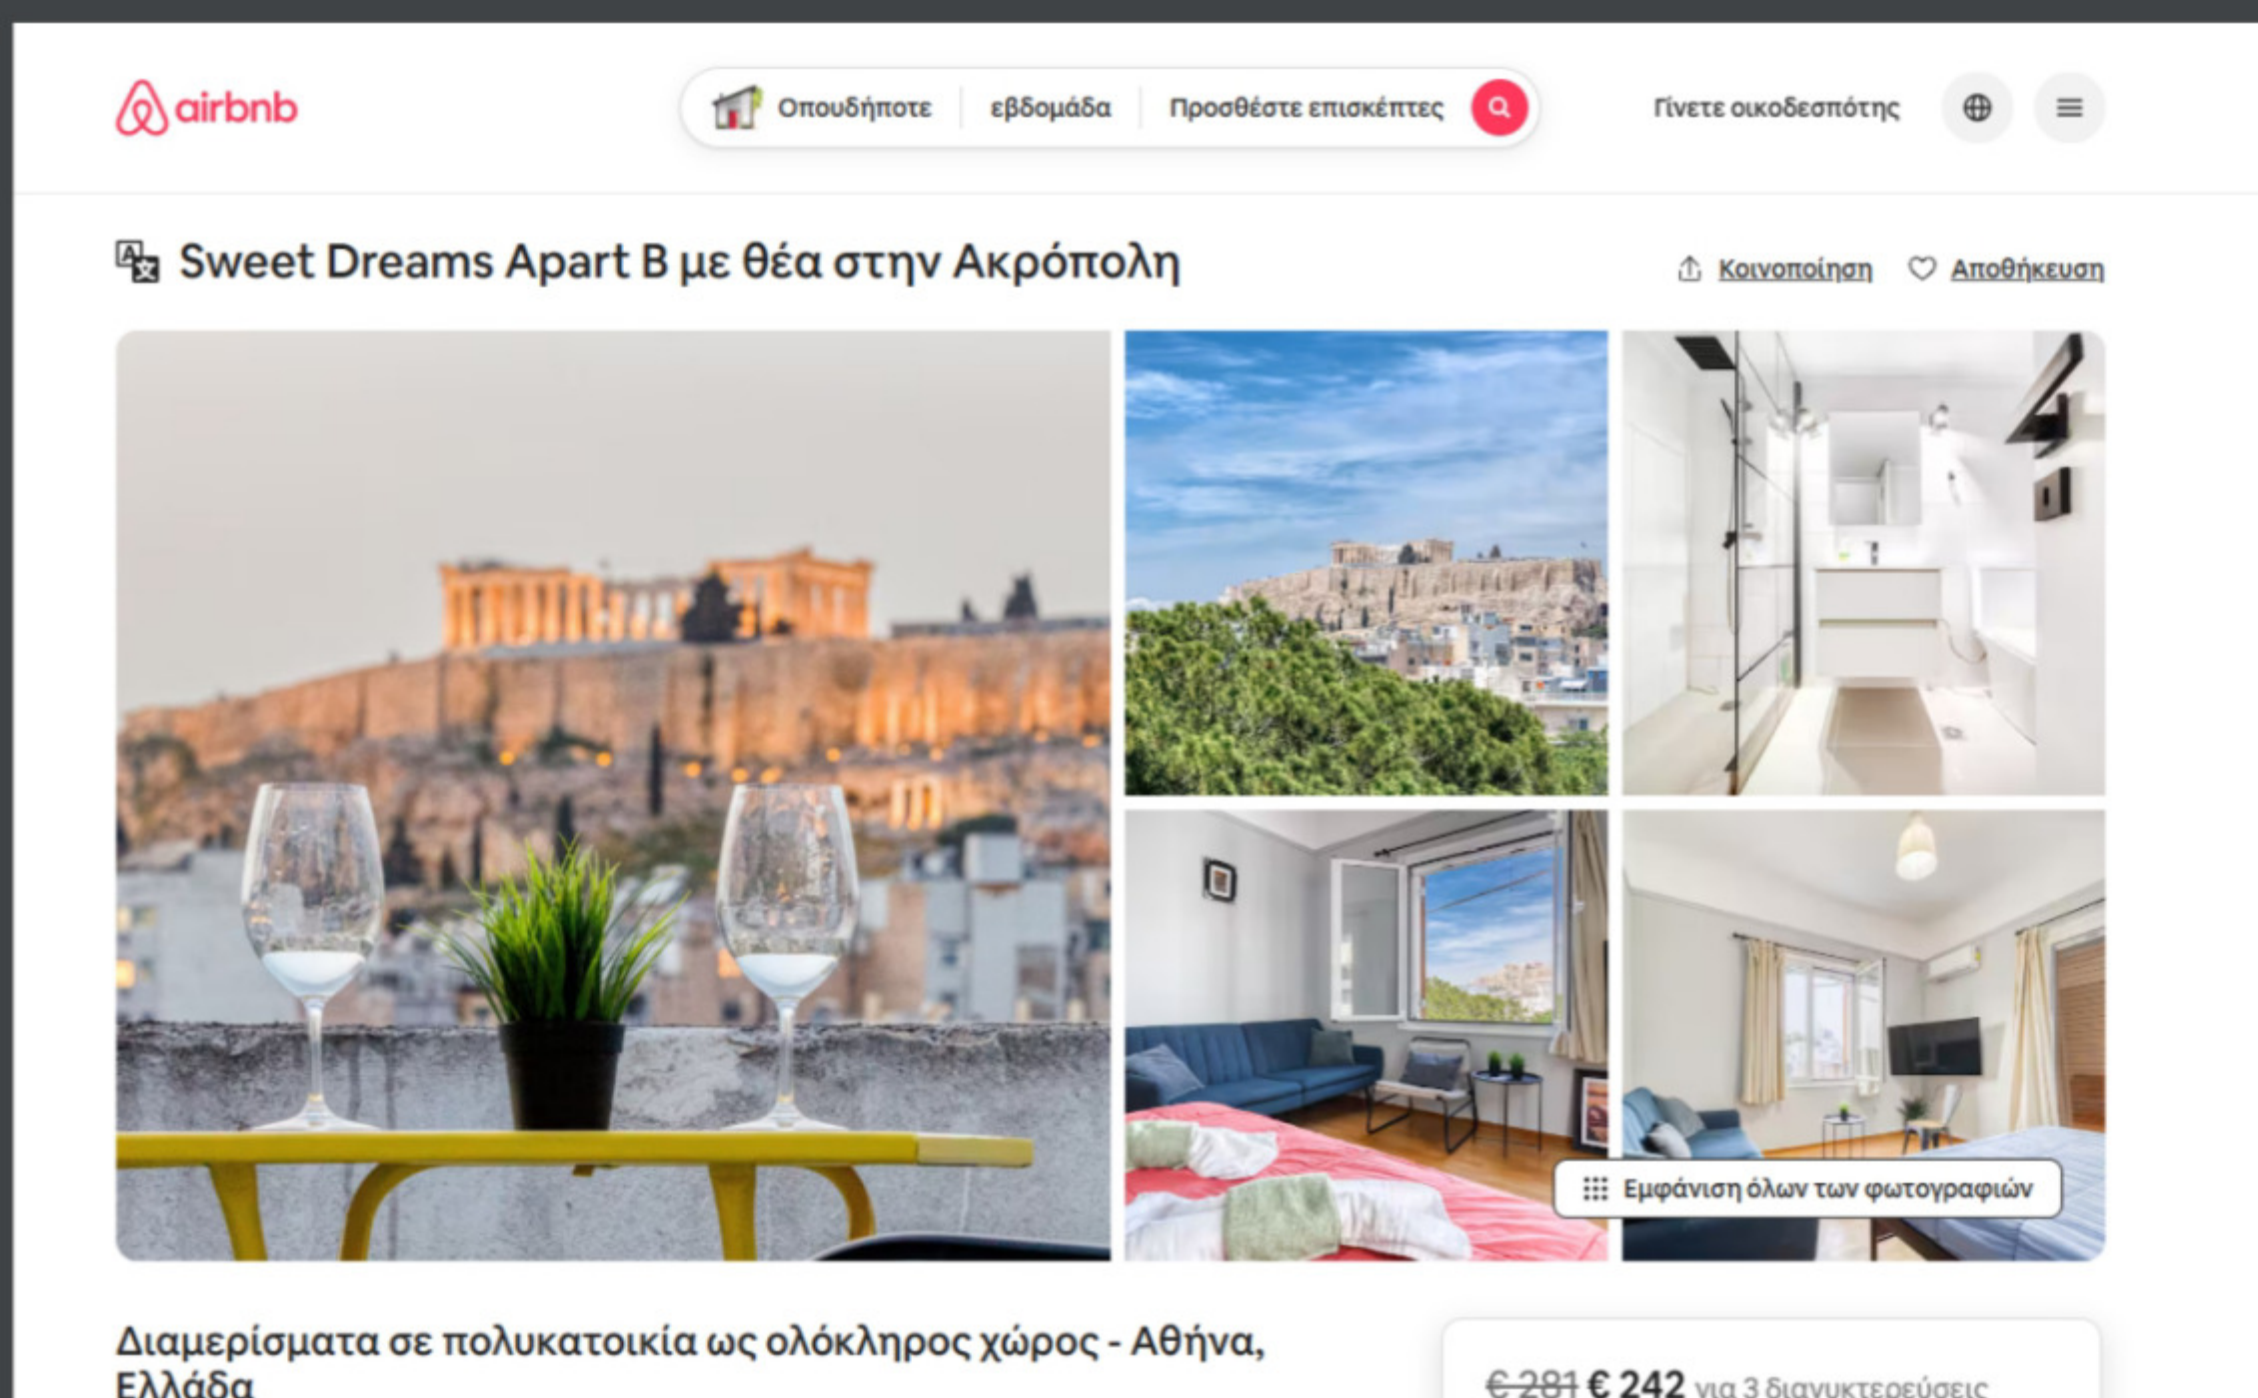 airbnb
Οπουδήποτε εβδομάδα Προσθέστε επισκέπτες
Γίνετε οικοδεσπότης
Sweet Dreams Apart B με θέα στην Ακρόπολη
Κοινοποίηση Αποθήκευση
Εμφάνιση όλων των φωτογραφιών
Διαμερίσματα σε πολυκατοικία ως ολόκληρος χώρος - Αθήνα,
Ελλάδα
€ 281 € 242 για 3 διανυκτερεύσεις